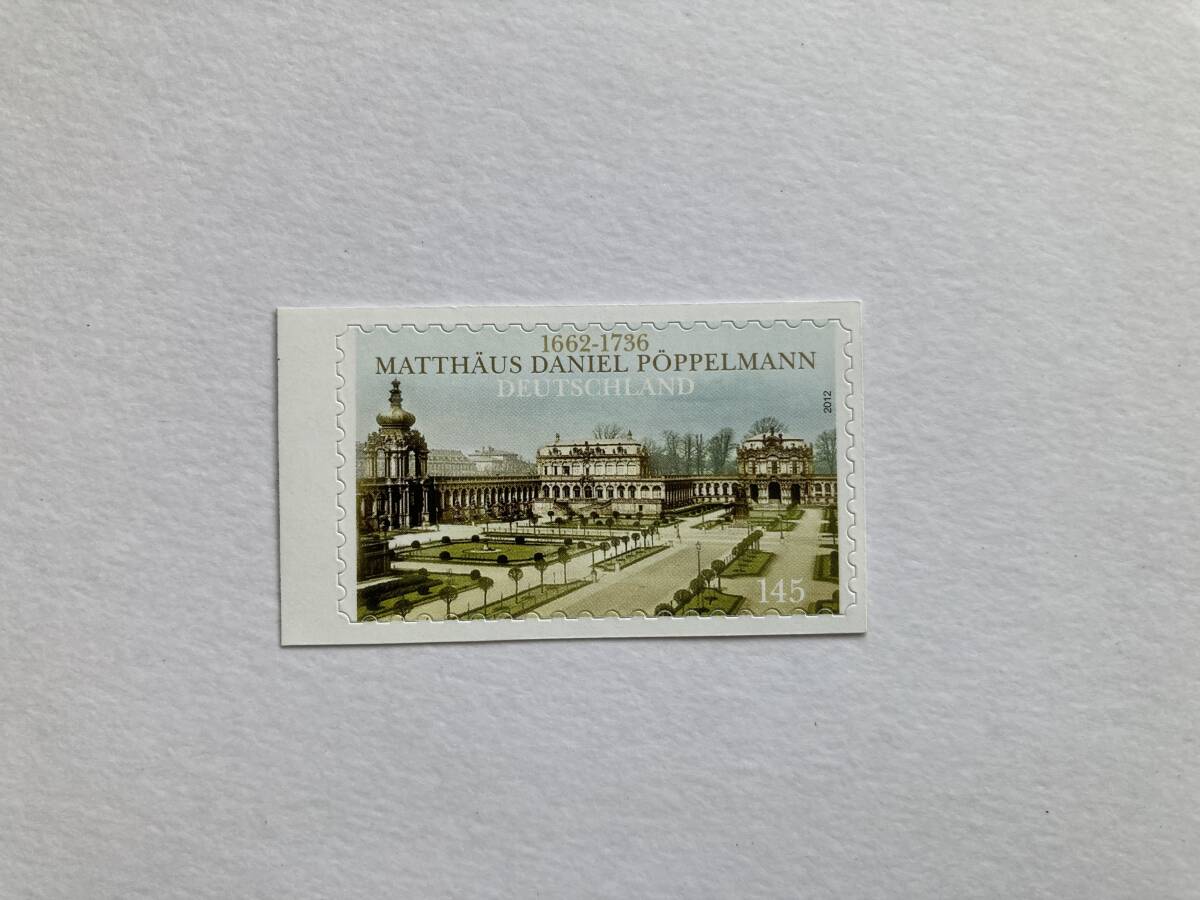 1662-1736
MATTHÄUS DANIEL PÖPPELMANN
DEUTSCHLAND
2012
145